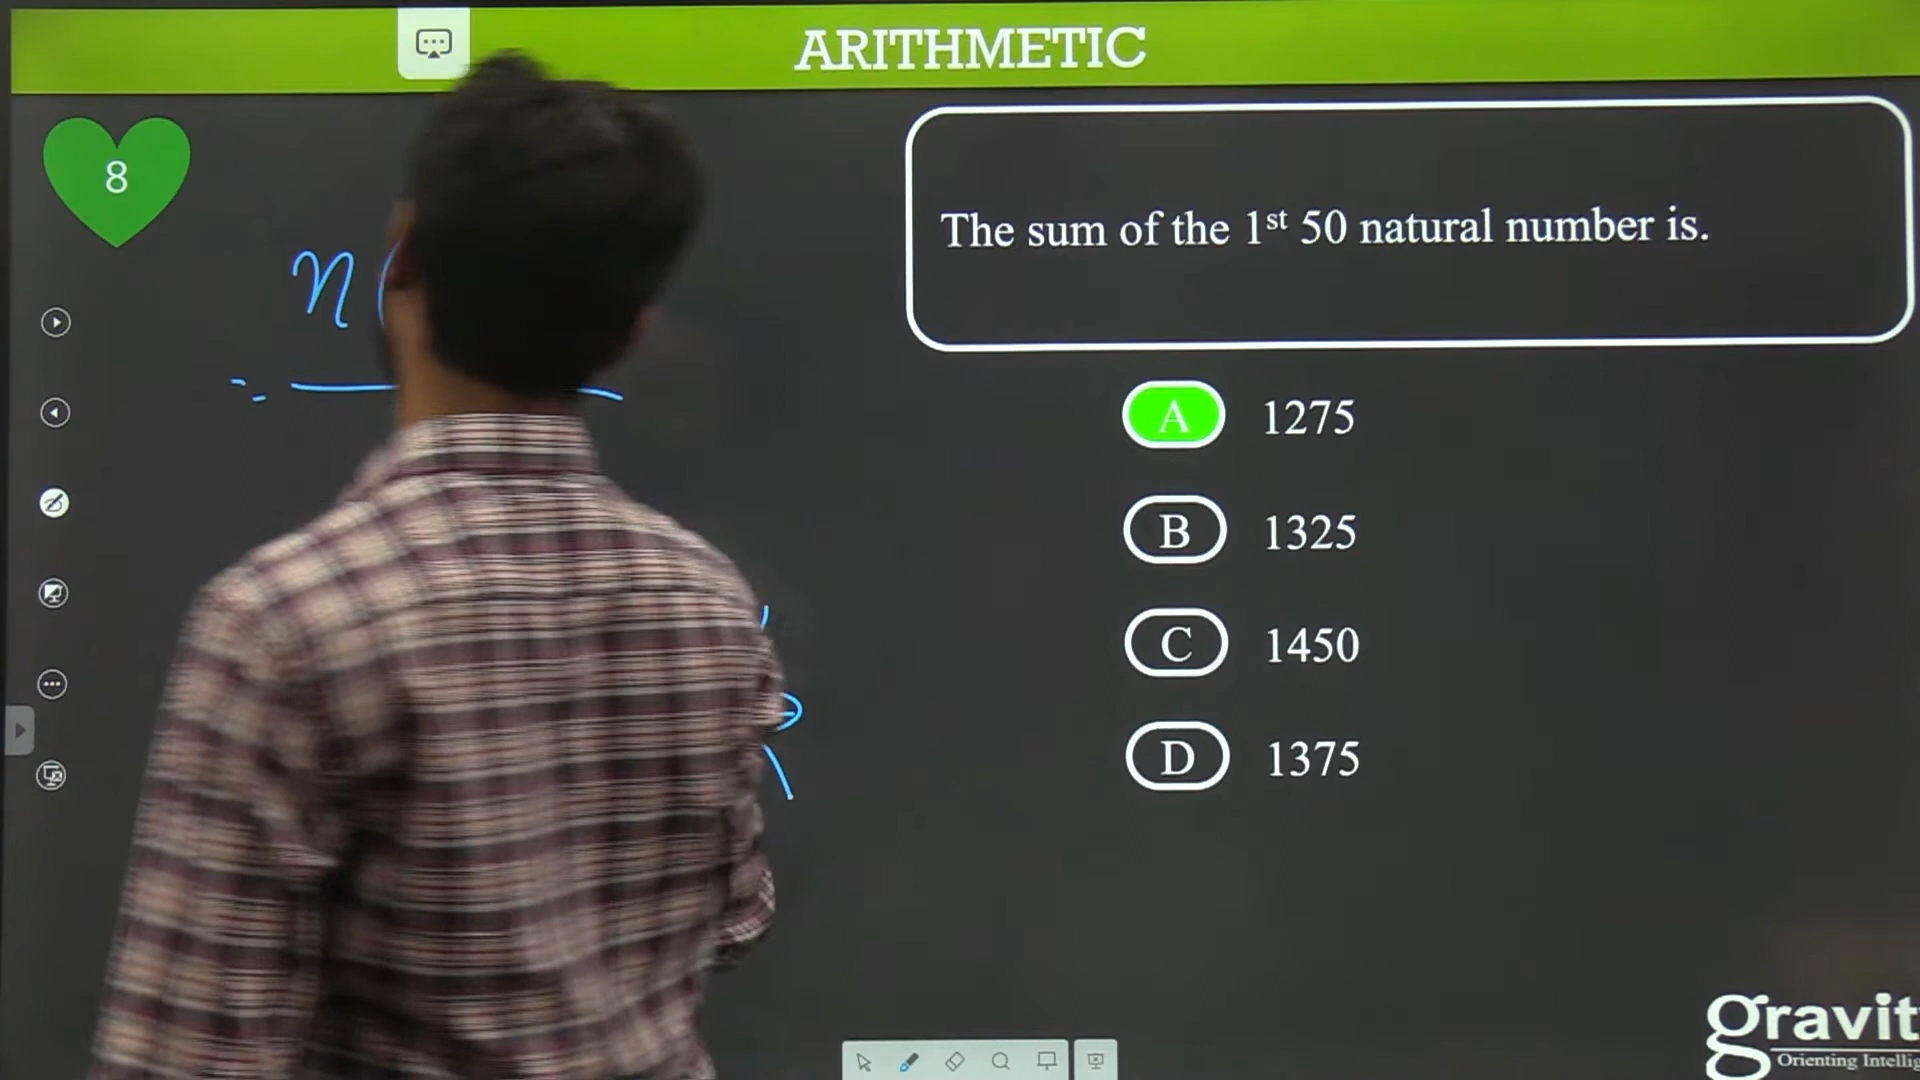 ARITHMETIC
8
The sum of the 1st 50 natural number is.
n(
=
A 1275
B 1325
C 1450
D 1375
gravit
Orienting Intellig